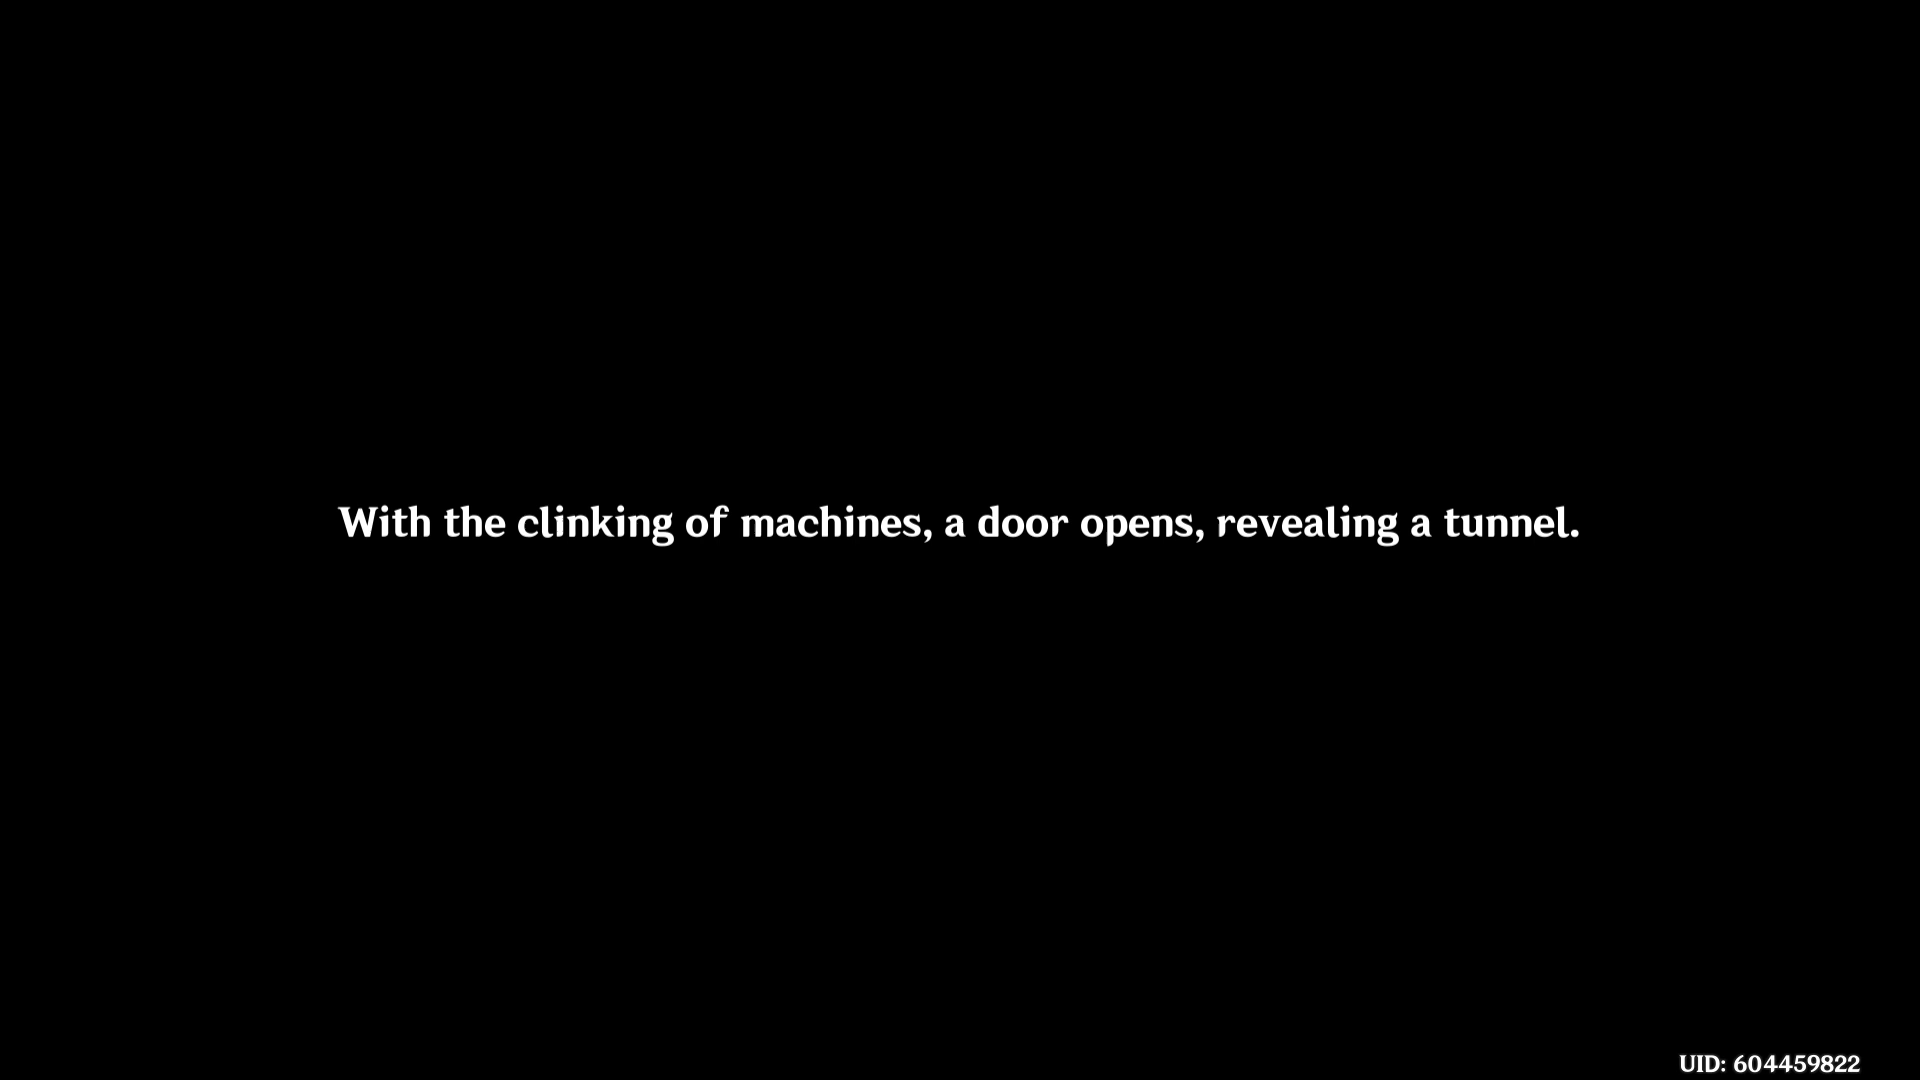 With the clinking of machines, a door opens, revealing a tunnel.
UID: 604459822